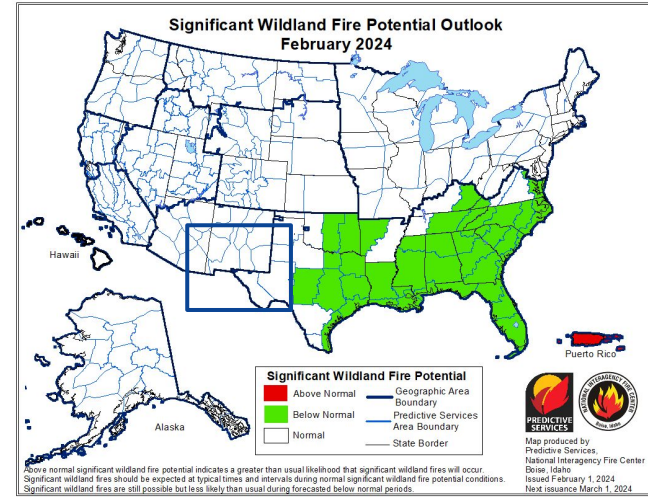 Significant Wildland Fire Potential Outlook
February 2024
Hawaii
Alaska
Puerto Rico
Significant Wildland Fire Potential
Above Normal
Below Normal
Normal
Geographic Area
Boundary
Predictive Services
Area Boundary
State Border
PREDICTIVE
SERVICES
NATIONAL INTERAGENCY FIRE CENTER
Boise, Idaho
Map produced by
Predictive Services,
National Interagency Fire Center
Boise, Idaho
Issued February 1, 2024
Next issuance March 1, 2024
Above normal significant wildland fire potential indicates a greater than usual likelihood that significant wildland fires will occur.
Significant wildland fires should be expected at typical times and intervals during normal significant wildland fire potential conditions.
Significant wildland fires are still possible but less likely than usual during forecasted below normal periods.